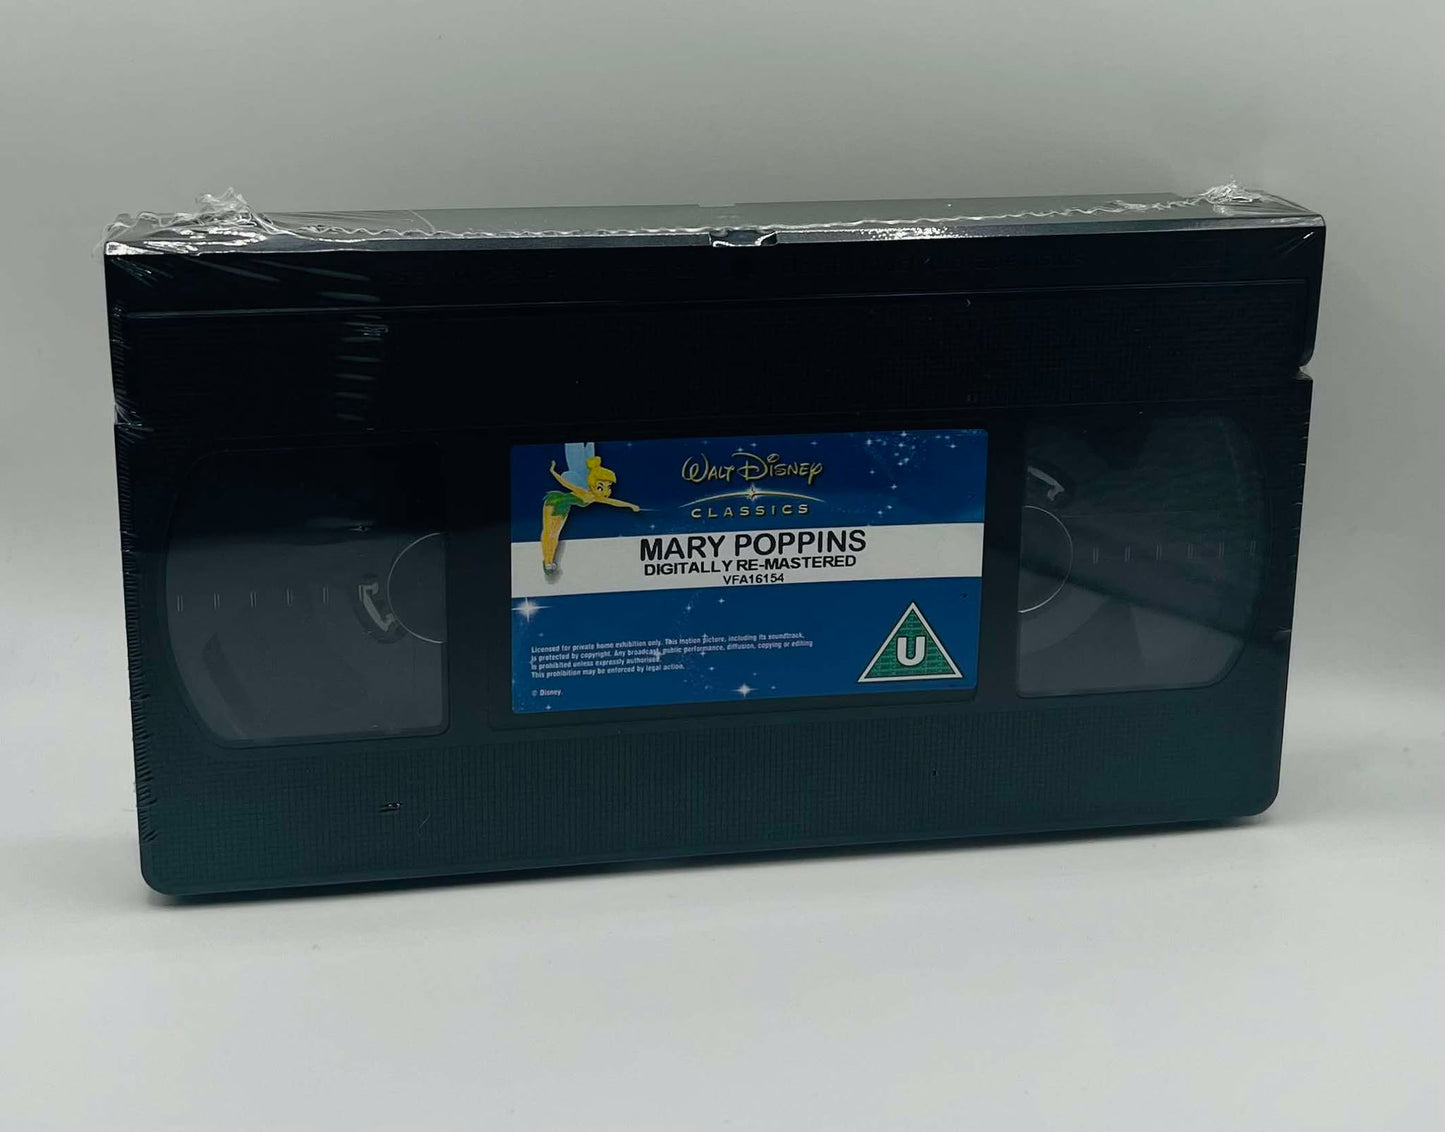 WALT DISNEY
CLASSICS
MARY POPPINS
DIGITALLY RE-MASTERED
VFA16154
Licensed for private home exhibition only. This motion picture, including its soundtrack,
is protected by copyright. Any broadcast, public performance, diffusion, copying or editing
is prohibited unless expressly authorised.
This prohibition may be enforced by legal action.
© Disney.
U